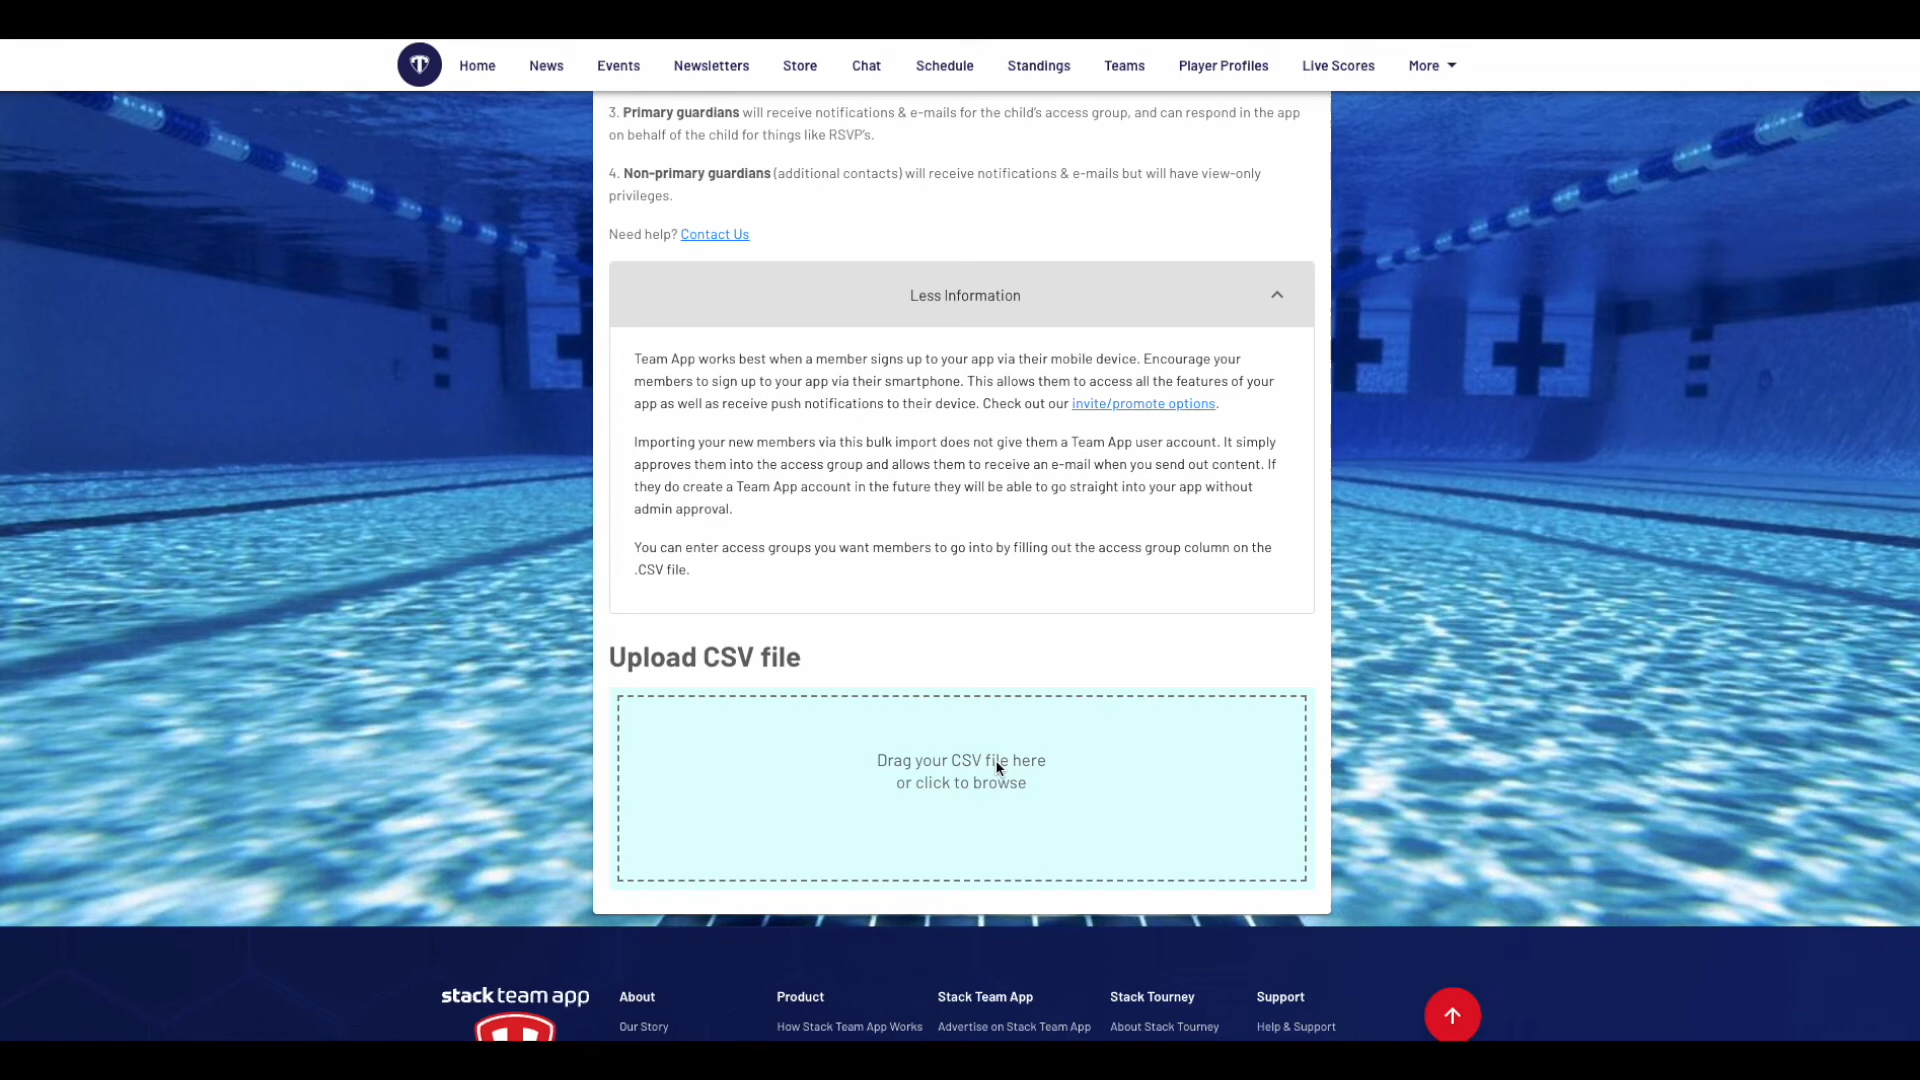 Home News Events Newsletters Store Chat Schedule Standings Teams Player Profiles Live Scores More
3. Primary guardians will receive notifications & e-mails for the child's access group, and can respond in the app
on behalf of the child for things like RSVP's.
4. Non-primary guardians (additional contacts) will receive notifications & e-mails but will have view-only
privileges.
Need help? Contact Us
Less Information
Team App works best when a member signs up to your app via their mobile device. Encourage your
members to sign up to your app via their smartphone. This allows them to access all the features of your
app as well as receive push notifications to their device. Check out our invite/promote options.
Importing your new members via this bulk import does not give them a Team App user account. It simply
approves them into the access group and allows them to receive an e-mail when you send out content. If
they do create a Team App account in the future they will be able to go straight into your app without
admin approval.
You can enter access groups you want members to go into by filling out the access group column on the
.CSV file.
Upload CSV file
Drag your CSV file here
or click to browse
stack team app About Product Stack Team App Stack Tourney Support
Our Story How Stack Team App Works Advertise on Stack Team App About Stack Tourney Help & Support